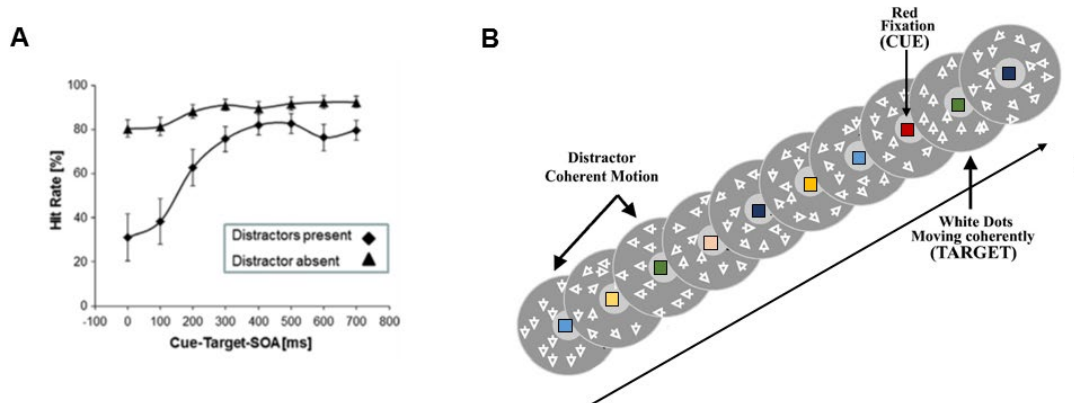 A
Hit Rate [%]
100
80
60
40
20
0
Distractors present
Distractor absent
-100 0 100 200 300 400 500 600 700 800
Cue-Target-SOA[ms]
B
Red
Fixation
(CUE)
Distractor
Coherent Motion
White Dots
Moving coherently
(TARGET)